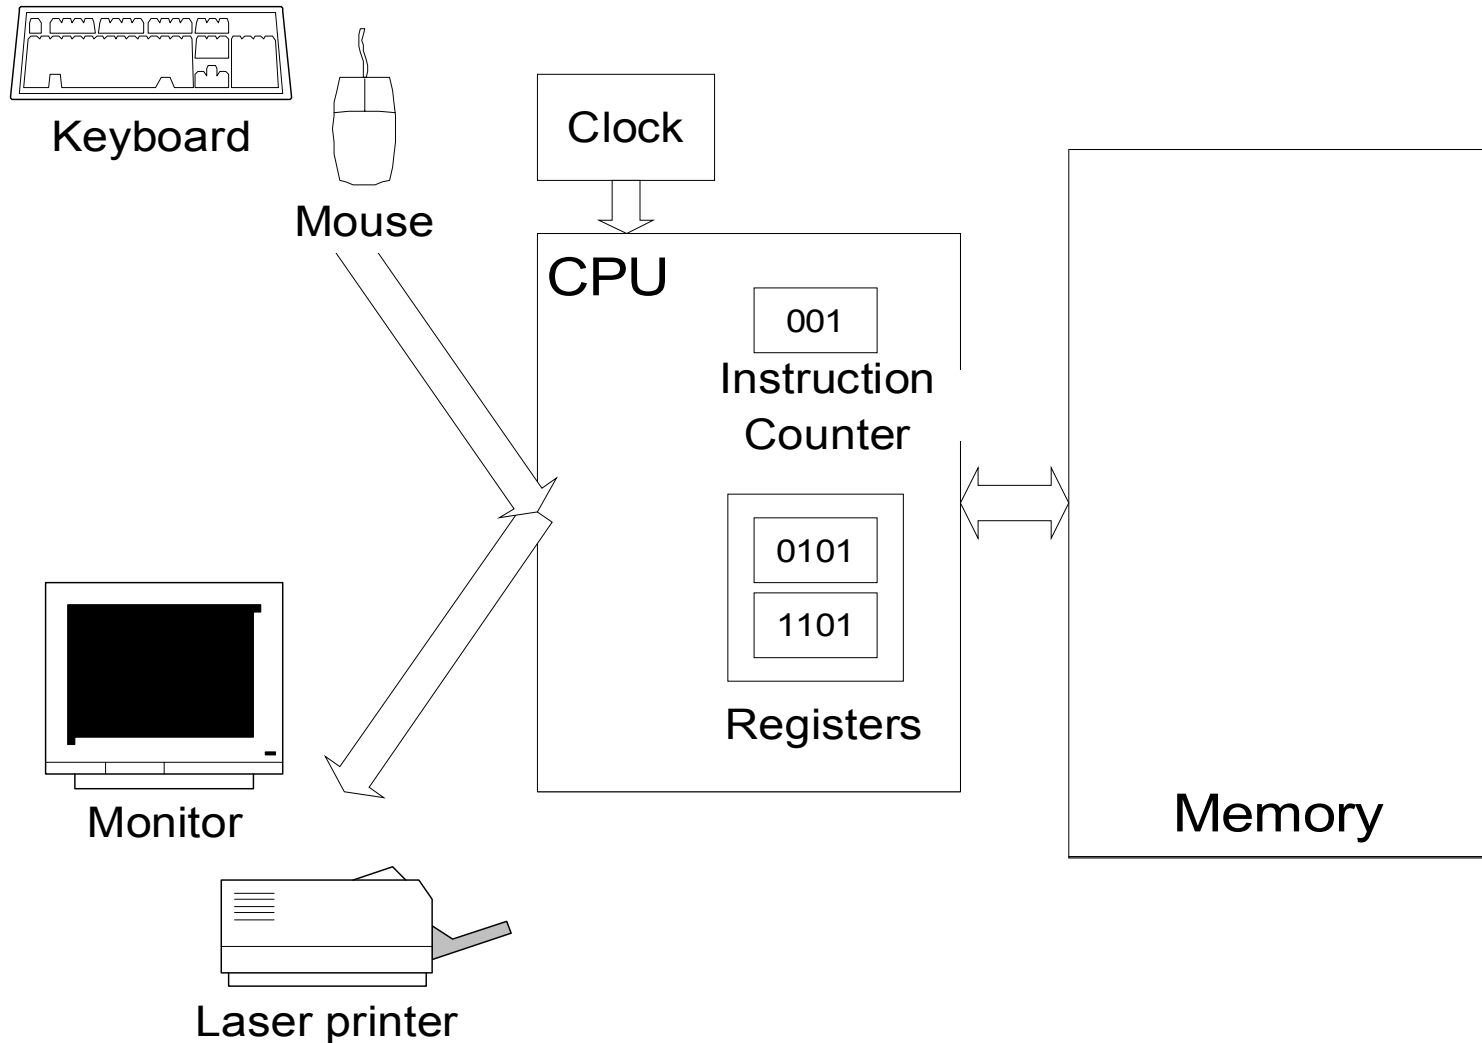 Keyboard
Mouse
Clock
CPU
001
Instruction
Counter
0101
1101
Registers
Memory
Monitor
Laser printer